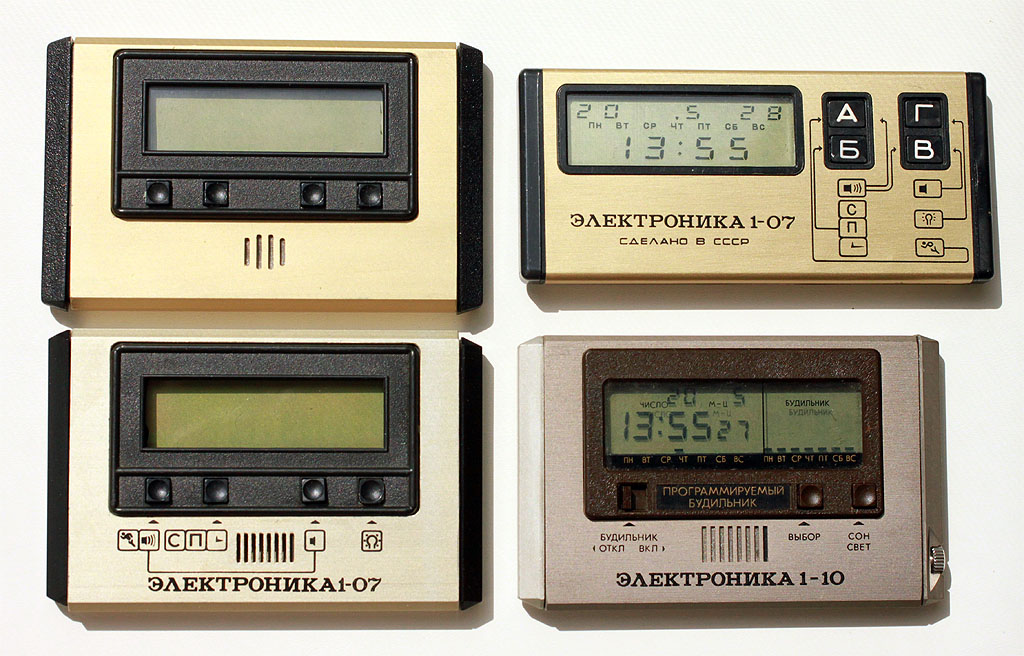 20 .5 28
ПН ВТ СР ЧТ ПТ СБ ВС
13:55
А Г
Б В
С
П
ЭЛЕКТРОНИКА 1-07
СДЕЛАНО В СССР
С П
ЭЛЕКТРОНИКА 1-07
ЧИСЛО 20 М-Ц 5
13:55 27
БУДИЛЬНИК
ПН ВТ СР ЧТ ПТ СБ ВС ПН ВТ СР ЧТ ПТ СБ ВС
ПРОГРАММИРУЕМЫЙ
БУДИЛЬНИК
БУДИЛЬНИК ВЫБОР СОН
ОТКЛ ВКЛ СВЕТ
ЭЛЕКТРОНИКА 1-10